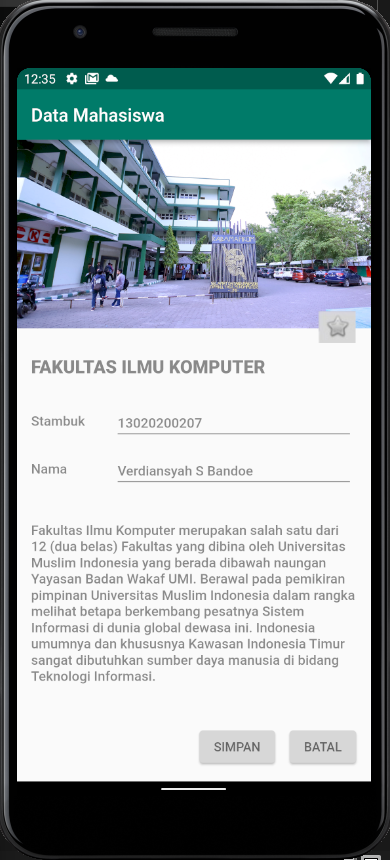 12:35
Data Mahasiswa
FAKULTAS ILMU KOMPUTER
Stambuk
13020200207
Nama
Verdiansyah S Bandoe
Fakultas Ilmu Komputer merupakan salah satu dari
12 (dua belas) Fakultas yang dibina oleh Universitas
Muslim Indonesia yang berada dibawah naungan
Yayasan Badan Wakaf UMI. Berawal pada pemikiran
pimpinan Universitas Muslim Indonesia dalam rangka
melihat betapa berkembang pesatnya Sistem
Informasi di dunia global dewasa ini. Indonesia
umumnya dan khususnya Kawasan Indonesia Timur
sangat dibutuhkan sumber daya manusia di bidang
Teknologi Informasi.
SIMPAN
BATAL